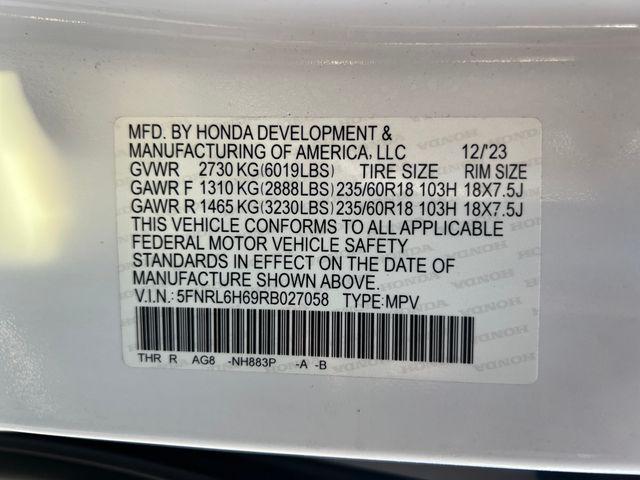 MFD. BY HONDA DEVELOPMENT &
MANUFACTURING OF AMERICA, LLC 12/'23
GVWR 2730 KG(6019LBS) TIRE SIZE RIM SIZE
GAWR F 1310 KG(2888LBS) 235/60R18 103H 18X7.5J
GAWR R 1465 KG(3230LBS) 235/60R18 103H 18X7.5J
THIS VEHICLE CONFORMS TO ALL APPLICABLE
FEDERAL MOTOR VEHICLE SAFETY
STANDARDS IN EFFECT ON THE DATE OF
MANUFACTURE SHOWN ABOVE.
V.I.N.: 5FNRL6H69RB027058 TYPE:MPV
THR R AG8 -NH883P -A -B